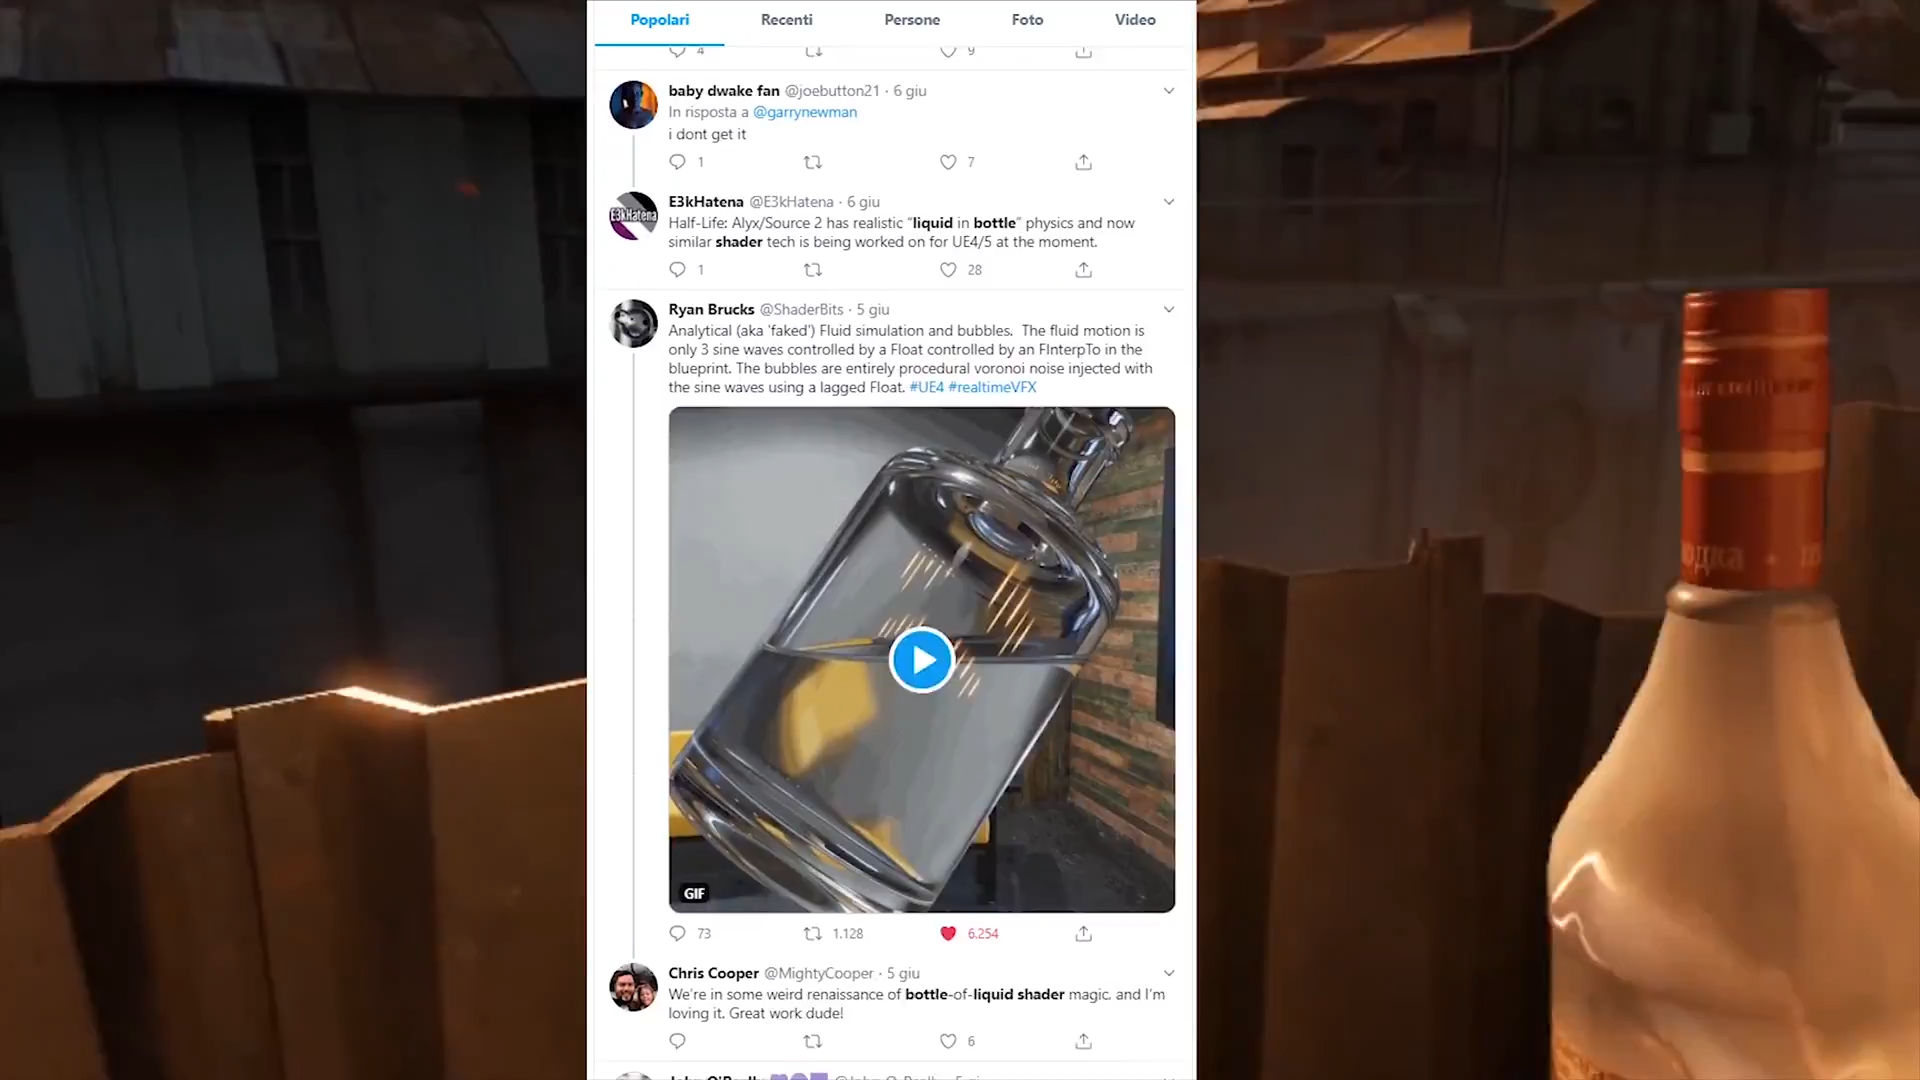 Popolari Recenti Persone Foto Video
4 9
baby dwake fan @joebutton21 · 6 giu
In risposta a @garrynewman
i dont get it
1 7
E3kHatena
E3kHatena @E3kHatena · 6 giu
Half-Life: Alyx/Source 2 has realistic "liquid in bottle" physics and now
similar shader tech is being worked on for UE4/5 at the moment.
1 28
Ryan Brucks @ShaderBits · 5 giu
Analytical (aka 'faked') Fluid simulation and bubbles. The fluid motion is
only 3 sine waves controlled by a Float controlled by an FInterpTo in the
blueprint. The bubbles are entirely procedural voronoi noise injected with
the sine waves using a lagged Float. #UE4 #realtimeVFX
GIF
73 1.128 6.254
Chris Cooper @MightyCooper · 5 giu
We're in some weird renaissance of bottle-of-liquid shader magic. and I'm
loving it. Great work dude!
6